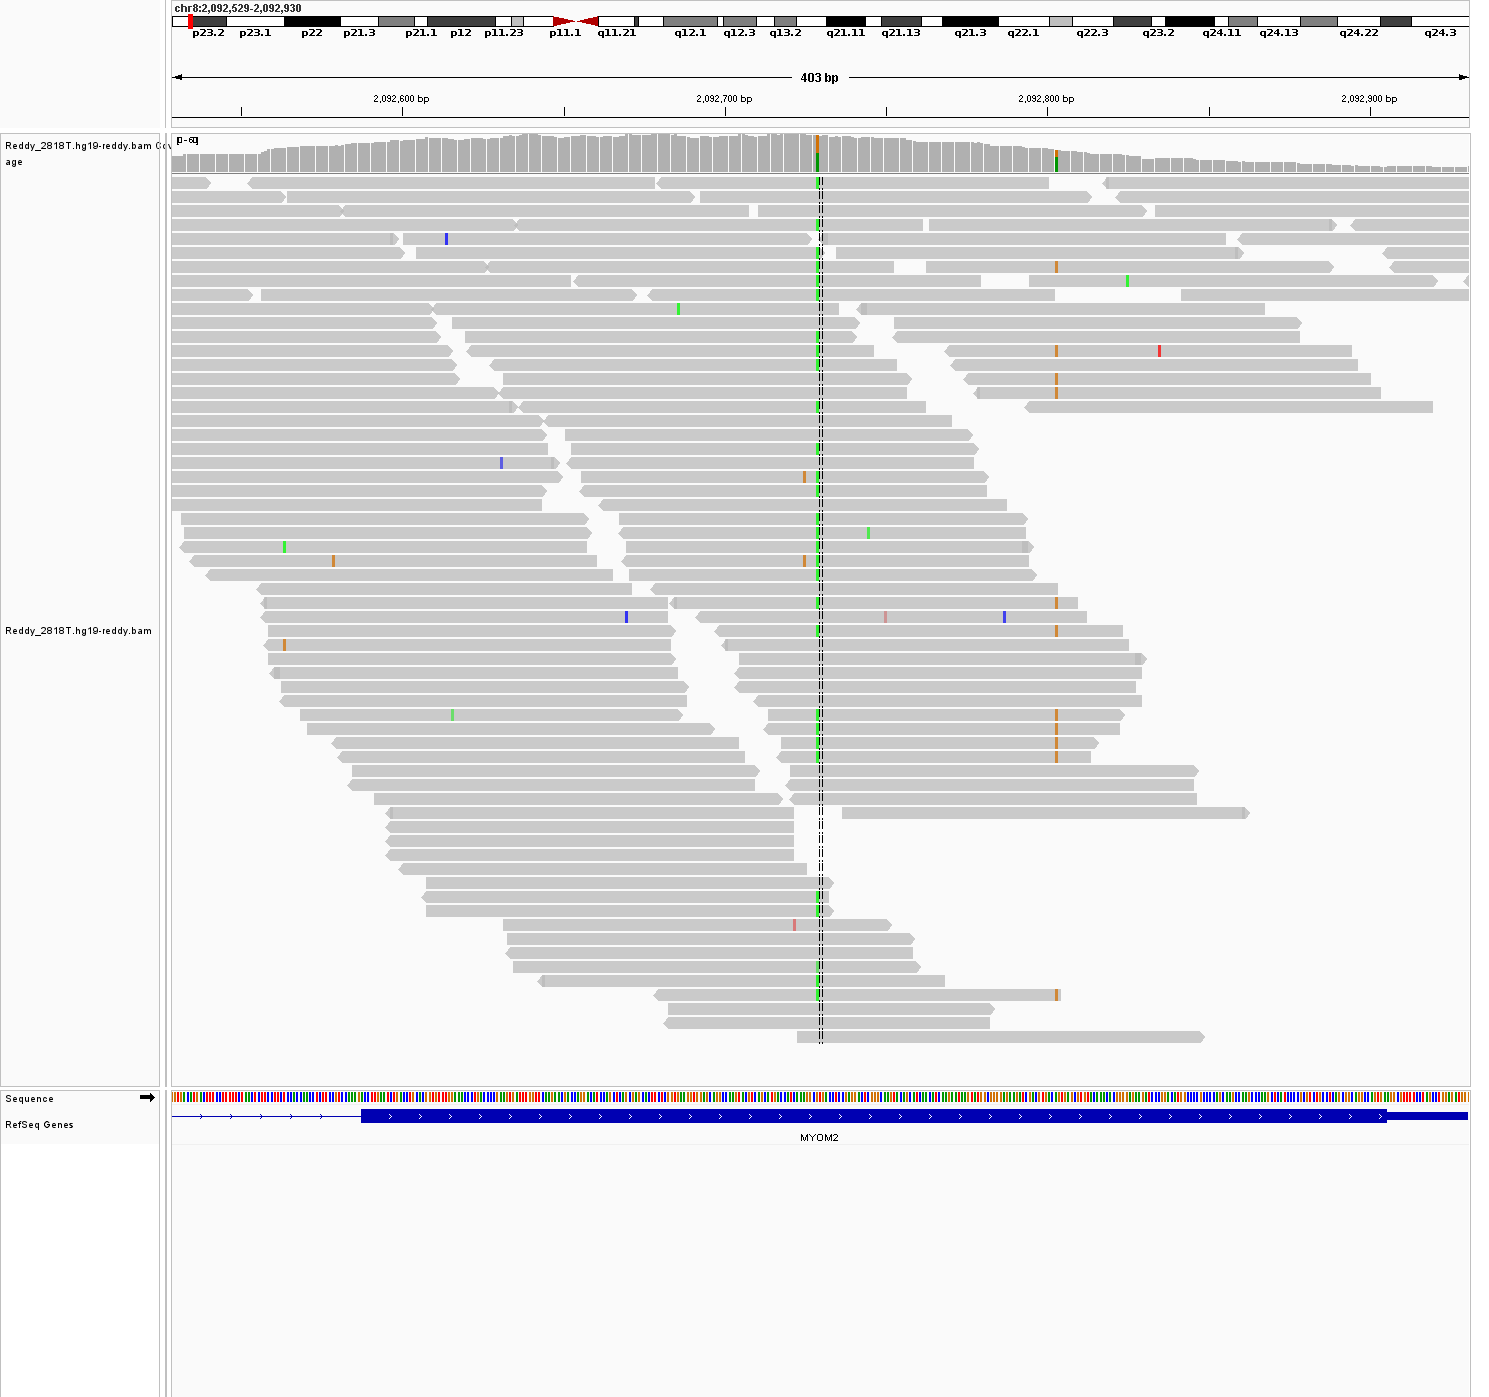 chr8:2,092,529-2,092,930
p23.2 p23.1 p22 p21.3 p21.1 p12 p11.23 p11.1 q11.21 q12.1 q12.3 q13.2 q21.11 q21.13 q21.3 q22.1 q22.3 q23.2 q24.11 q24.13 q24.22 q24.3
403 bp
2,092,600 bp 2,092,700 bp 2,092,800 bp 2,092,900 bp
[0 - 60]
Reddy_2818T.hg19-reddy.bam Cov
age
Reddy_2818T.hg19-reddy.bam
Sequence
RefSeq Genes
MYOM2